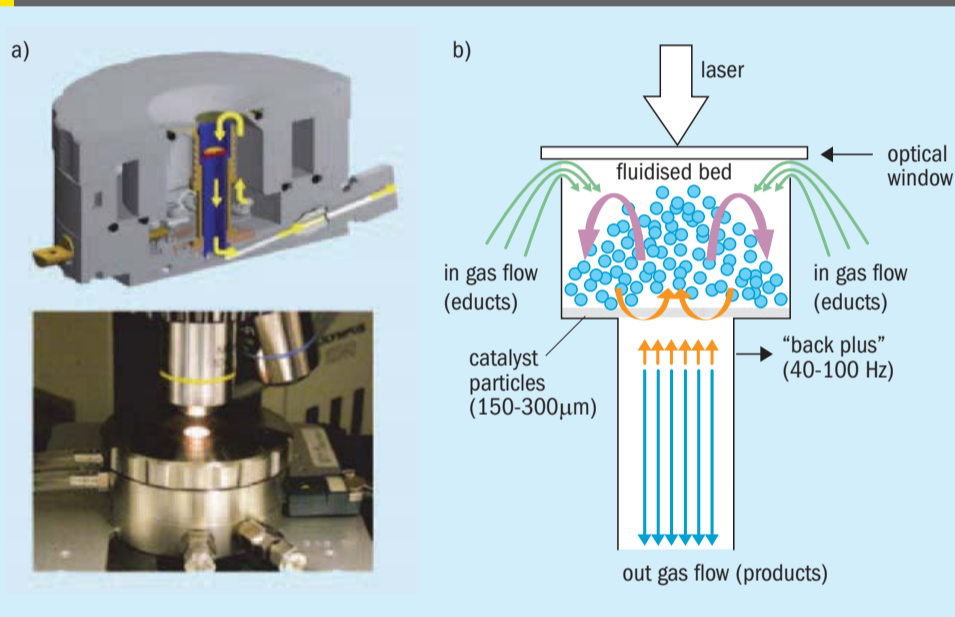 a)
b)
laser
fluidised bed
optical
window
in gas flow
(educts)
in gas flow
(educts)
catalyst
particles
(150-300μm)
"back plus"
(40-100 Hz)
out gas flow (products)